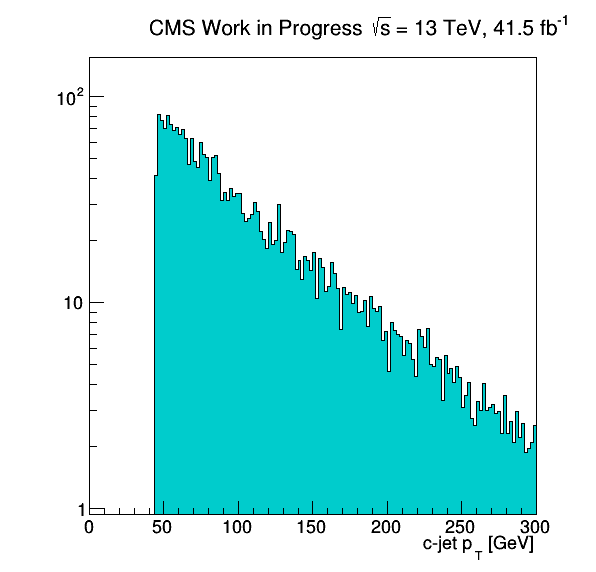 CMS Work in Progress √s = 13 TeV, 41.5 fb⁻¹
10²
10
1
0 50 100 150 200 250 300
c-jet p_T [GeV]